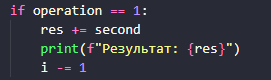 if operation == 1:
    res += second
    print(f"Результат: {res}")
    i -= 1